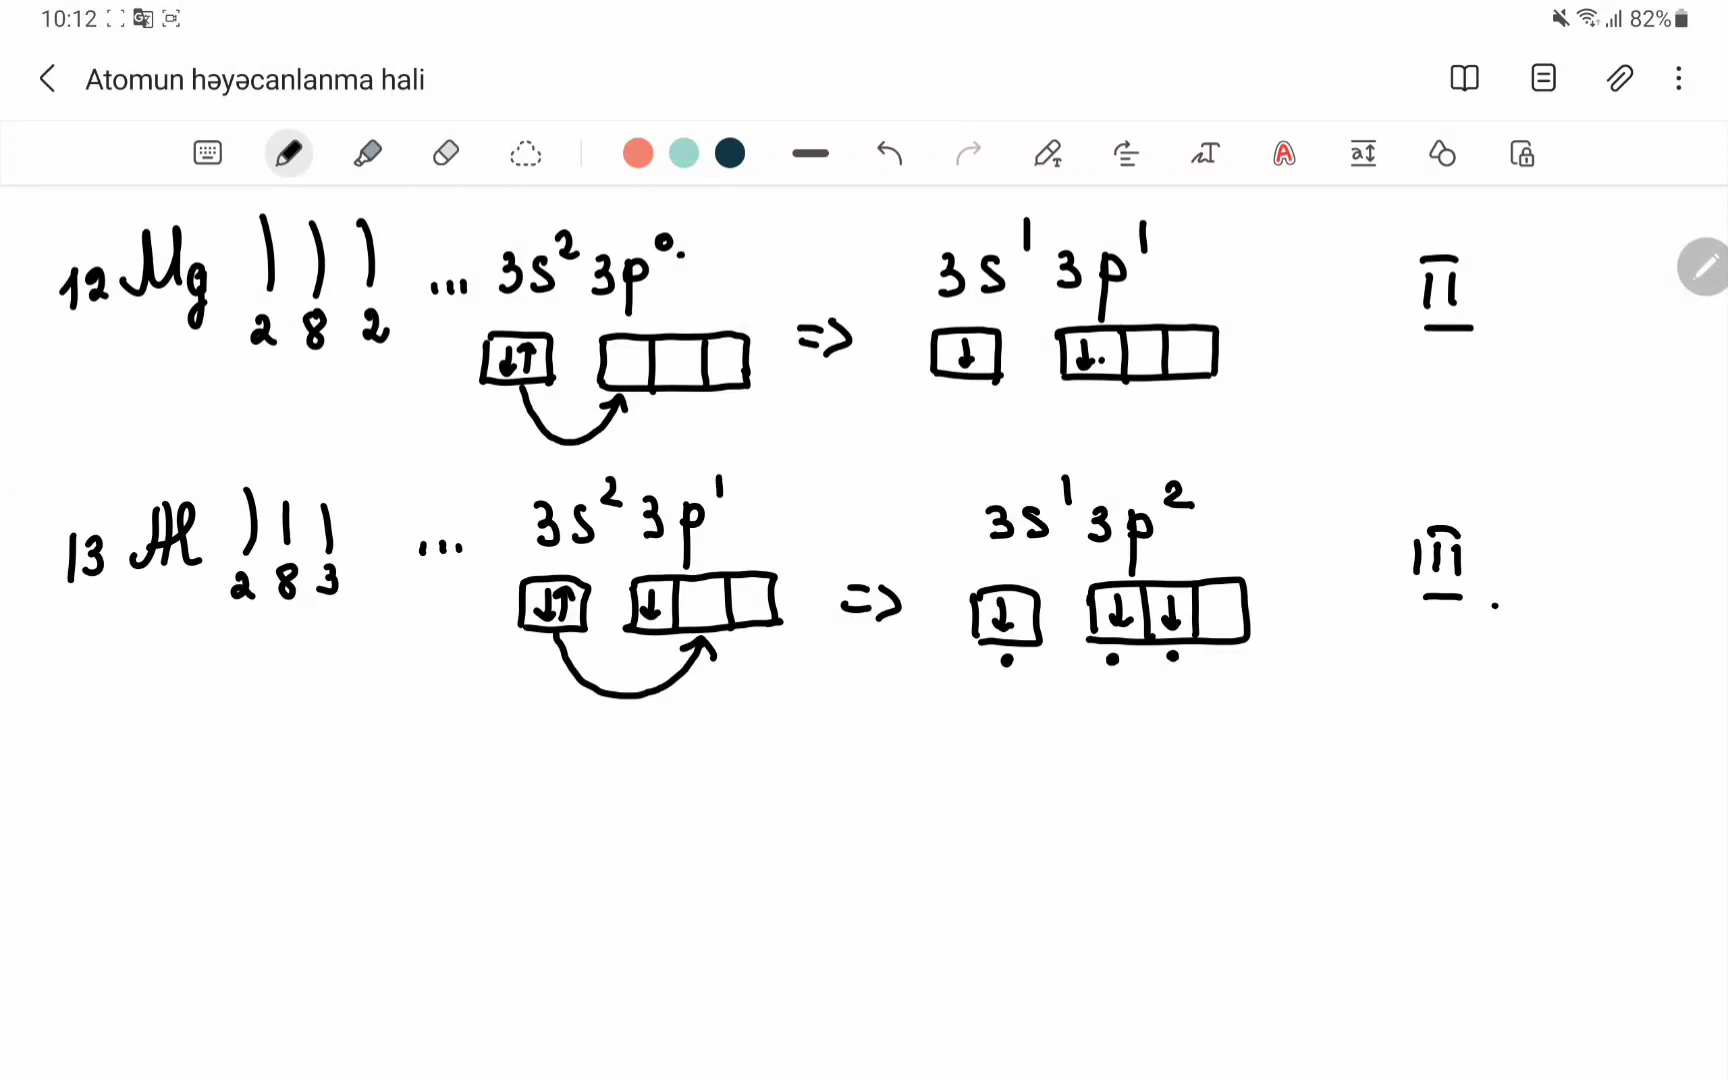 10:12 82%
Atomun həyəcanlanma hali
12 Mg ) ) ) ... 3s² 3p⁰. 3s¹ 3p¹ II
2 8 2
↓↑ => ↓ ↓.
13 Al ) ) ) ... 3s² 3p¹ 3s¹ 3p² III.
2 8 3
↓↑ ↓ => ↓ ↓ ↓